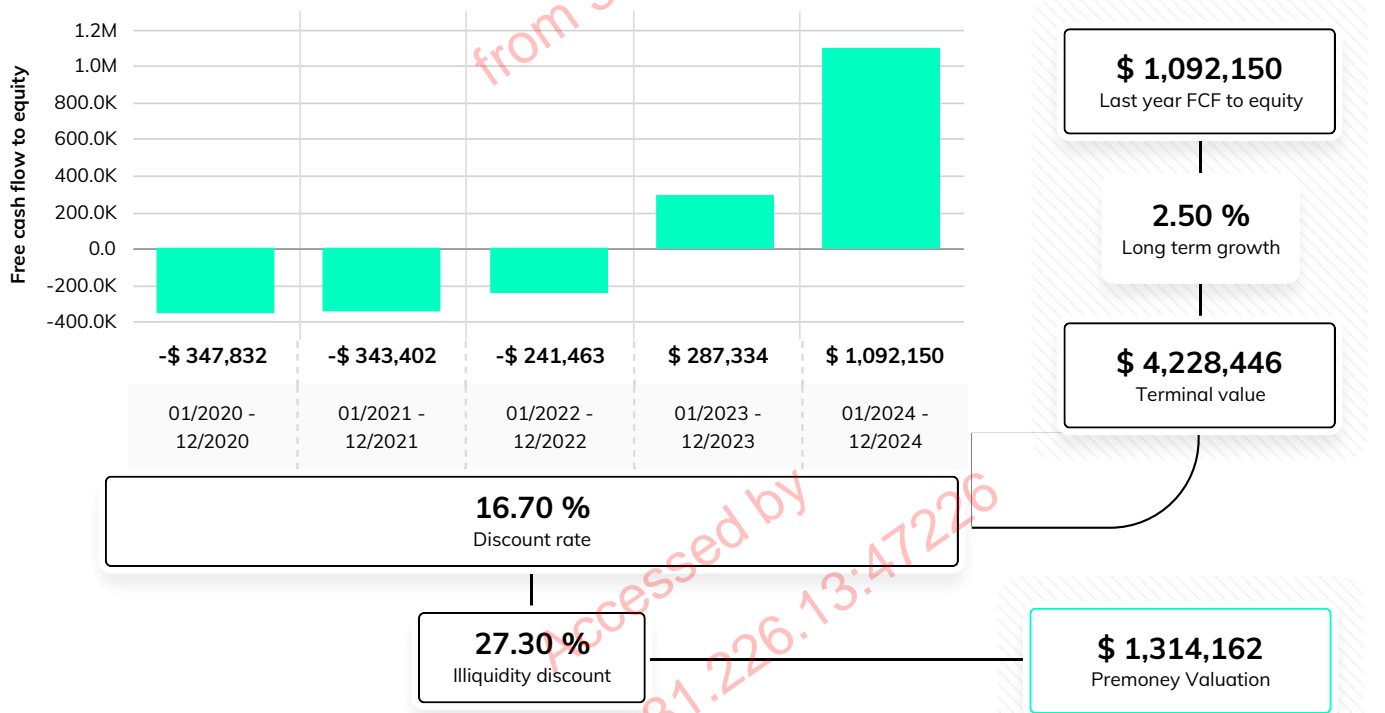 from
Free cash flow to equity
1.2M
1.0M
800.0K
600.0K
400.0K
200.0K
0.0
-200.0K
-400.0K
-$ 347,832
-$ 343,402
-$ 241,463
$ 287,334
$ 1,092,150
01/2020 -
12/2020
01/2021 -
12/2021
01/2022 -
12/2022
01/2023 -
12/2023
01/2024 -
12/2024
16.70 %
Discount rate
27.30 %
Illiquidity discount
$ 1,092,150
Last year FCF to equity
2.50 %
Long term growth
$ 4,228,446
Terminal value
$ 1,314,162
Premoney Valuation
Accessed by
31.226.13:47226